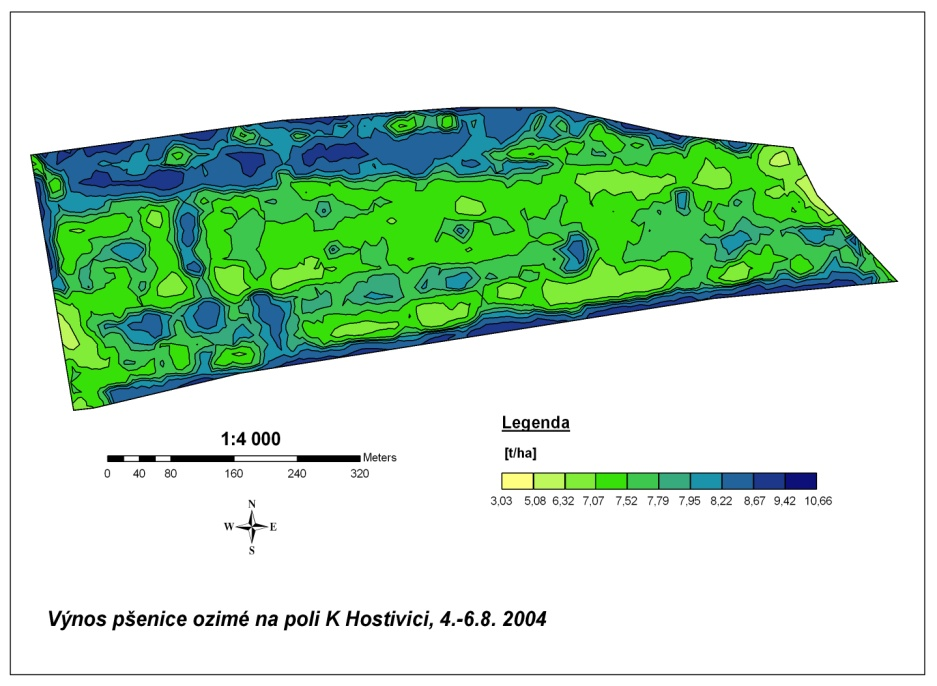 Legenda
[t/ha]
3,03 5,08 6,32 7,07 7,52 7,79 7,95 8,22 8,67 9,42 10,66
1:4 000
Meters
0 40 80 160 240 320
N
W E
S
Výnos pšenice ozimé na poli K Hostivici, 4.-6.8. 2004